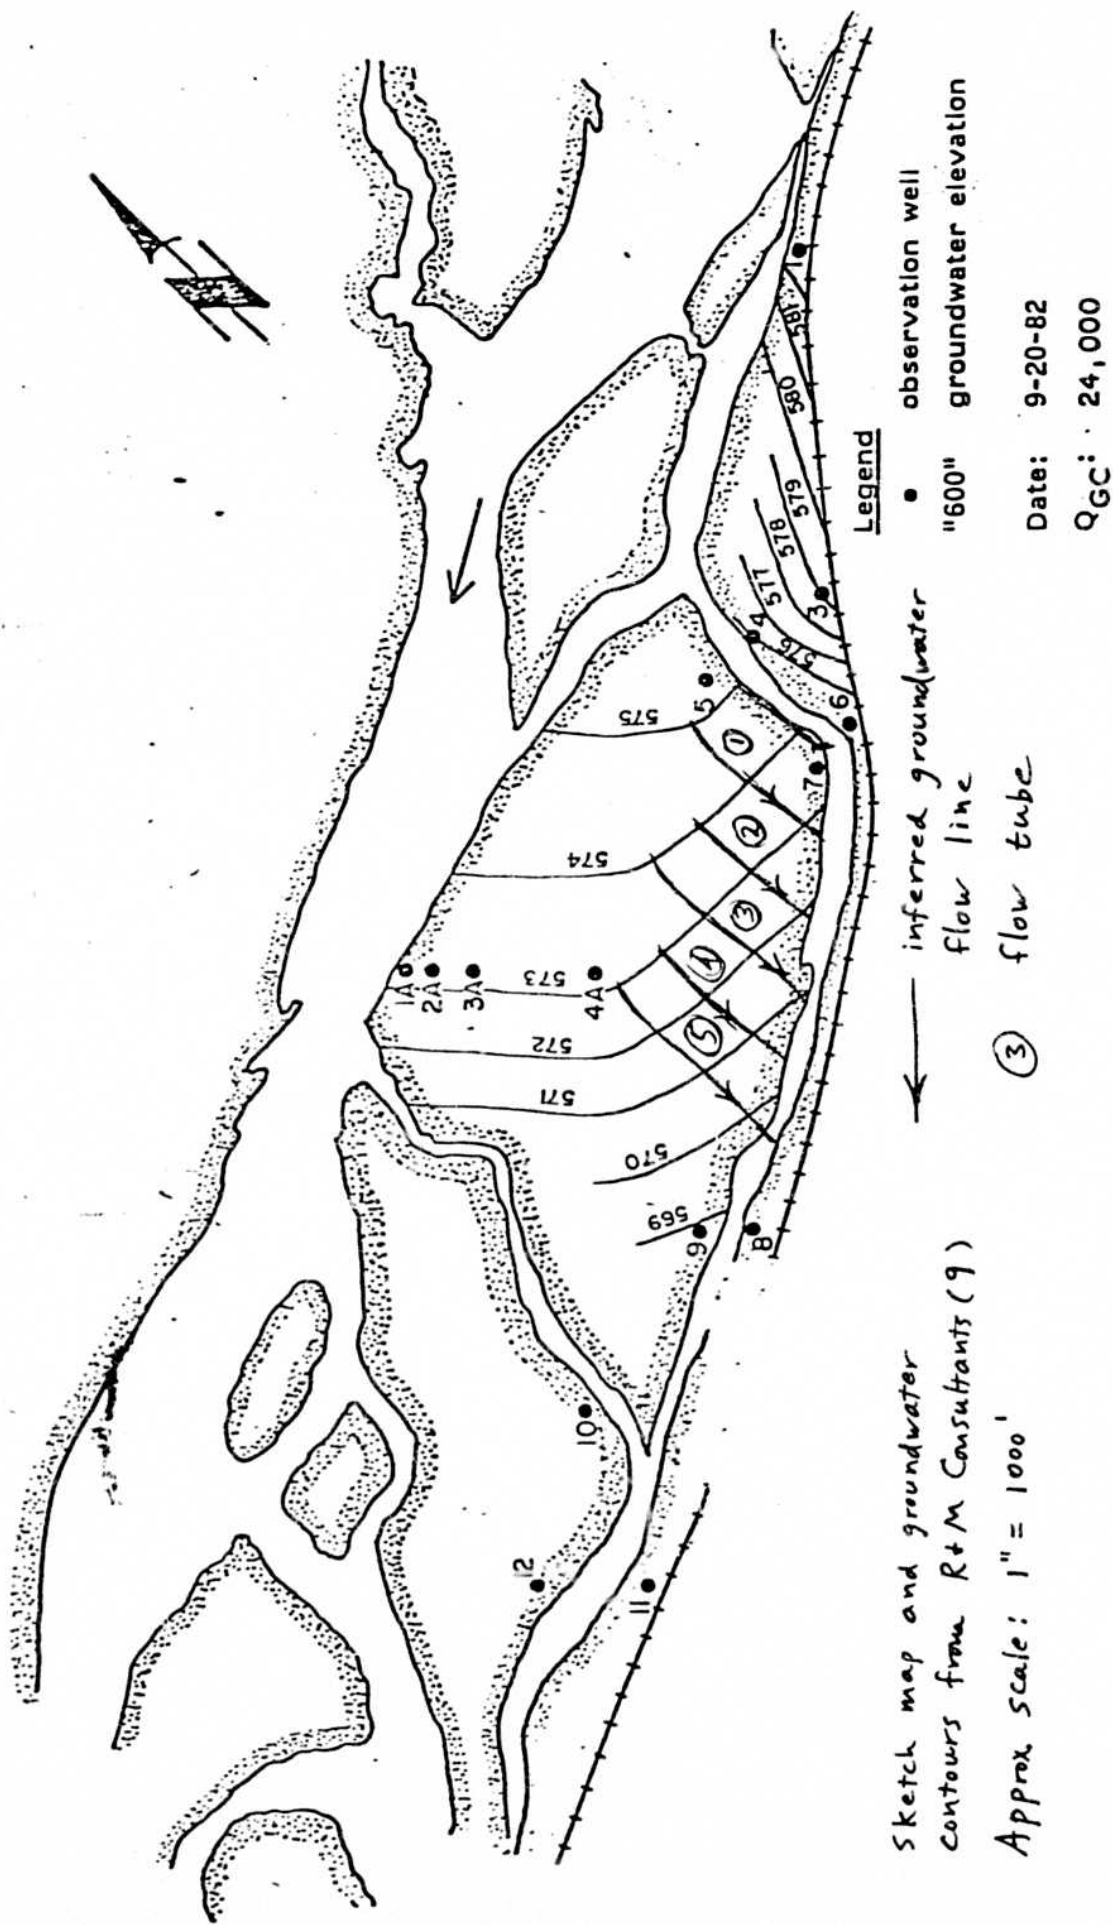 1A
2A
3A
4A
573
572
571
570
569
574
575
5
①
②
③
4
⑤
7
6
4
3
576
577
578
579
580
581
1
9
8
10
12
11
Legend
● observation well
"600" groundwater elevation
Date: 9-20-82
QGC: 24,000
inferred groundwater
flow line
③ flow tube
Sketch map and groundwater
contours from R+M Consultants (9)
Approx scale: 1" = 1000'